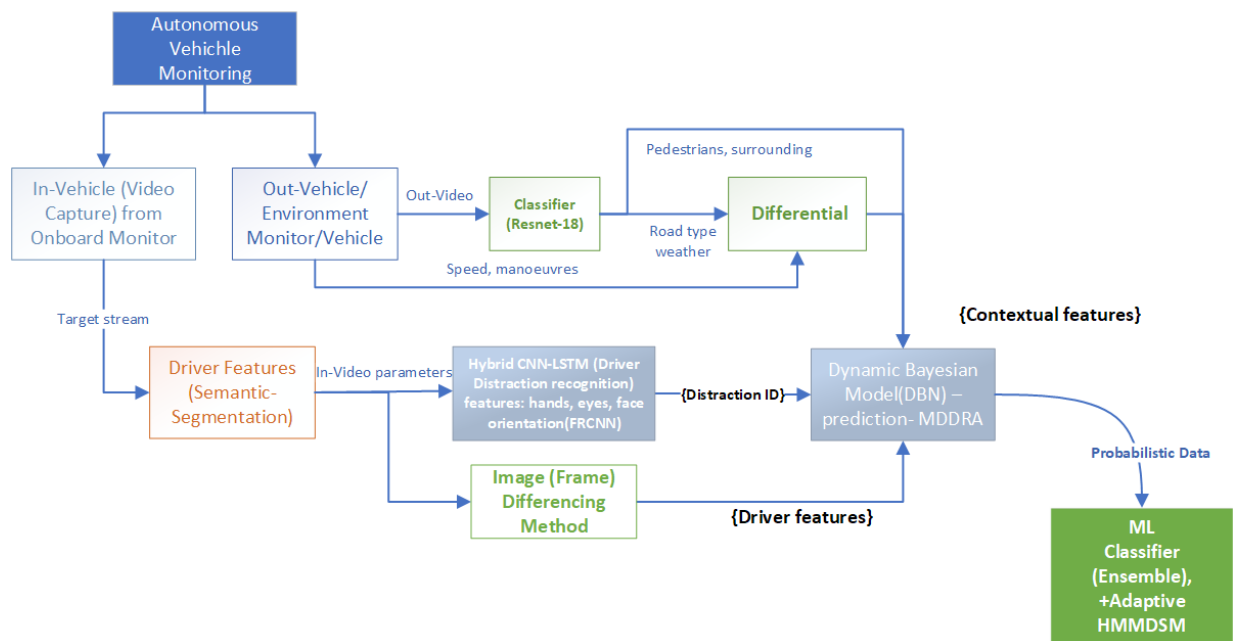 Autonomous
Vehichle
Monitoring
Pedestrians, surrounding
In-Vehicle (Video
Capture) from
Onboard Monitor
Out-Vehicle/
Environment
Monitor/Vehicle
Out-Video
Classifier
(Resnet-18)
Differential
Road type
weather
Speed, manoeuvres
{Contextual features}
Target stream
Driver Features
(Semantic-
Segmentation)
In-Video parameters
Hybrid CNN-LSTM (Driver
Distraction recognition)
features: hands, eyes, face
orientation(FRCNN)
{Distraction ID}
Dynamic Bayesian
Model(DBN) –
prediction- MDDRA
Probabilistic Data
Image (Frame)
Differencing
Method
{Driver features}
ML
Classifier
(Ensemble),
+Adaptive
HMMDSM